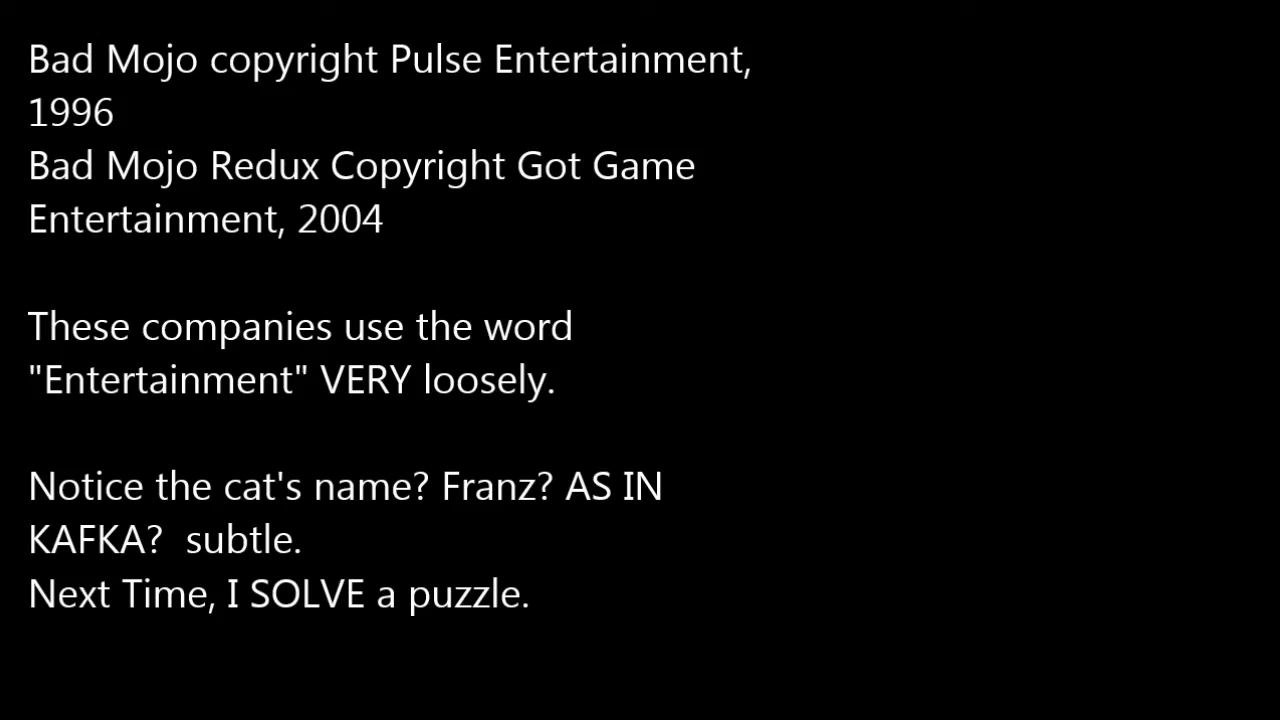 Bad Mojo copyright Pulse Entertainment,
1996
Bad Mojo Redux Copyright Got Game
Entertainment, 2004
These companies use the word
"Entertainment" VERY loosely.
Notice the cat's name? Franz? AS IN
KAFKA?  subtle.
Next Time, I SOLVE a puzzle.